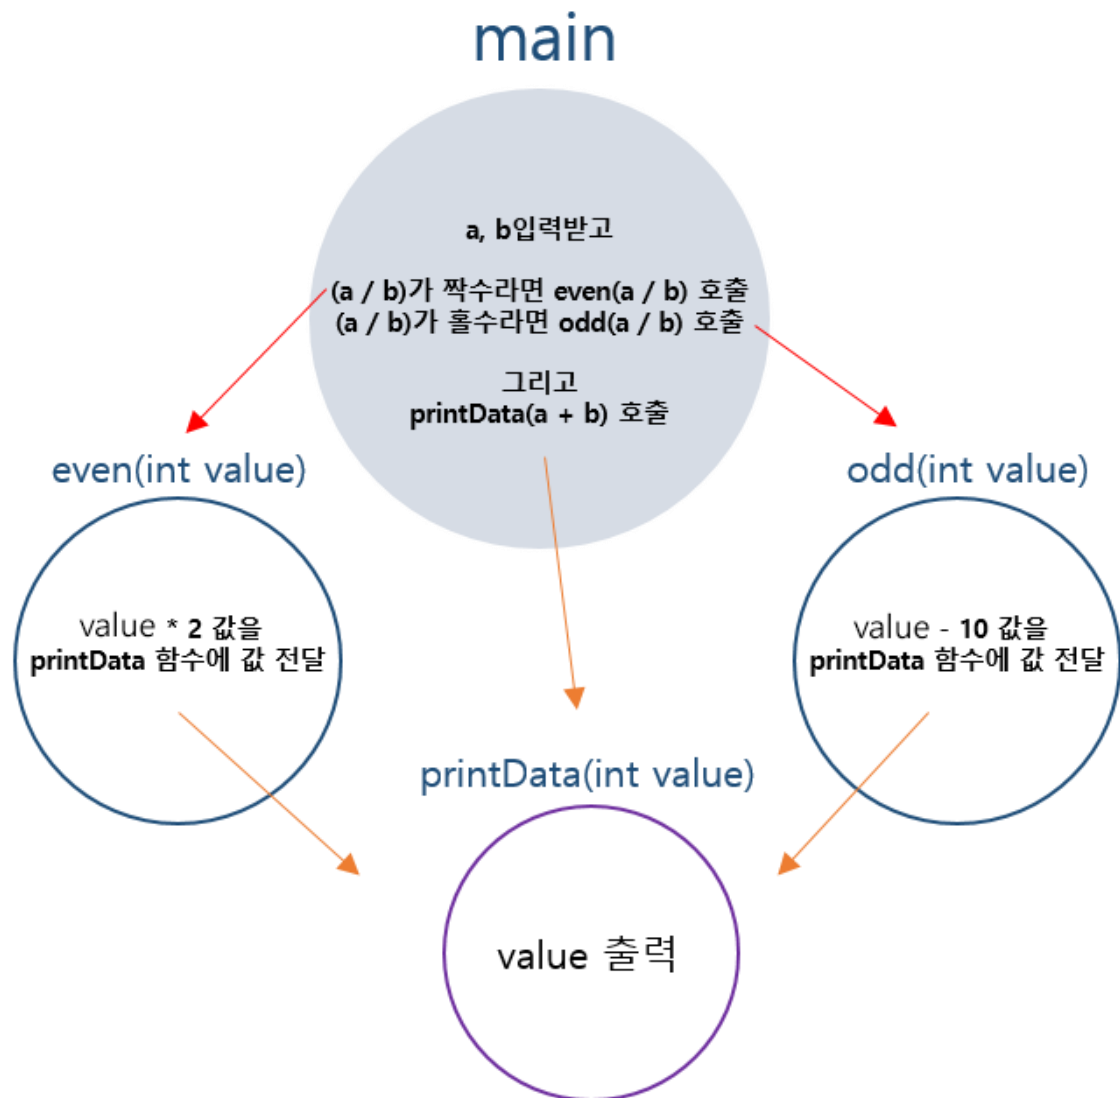 main
a, b입력받고
(a / b)가 짝수라면 even(a / b) 호출
(a / b)가 홀수라면 odd(a / b) 호출
그리고
printData(a + b) 호출
even(int value)
odd(int value)
value * 2 값을
printData 함수에 값 전달
value - 10 값을
printData 함수에 값 전달
printData(int value)
value 출력